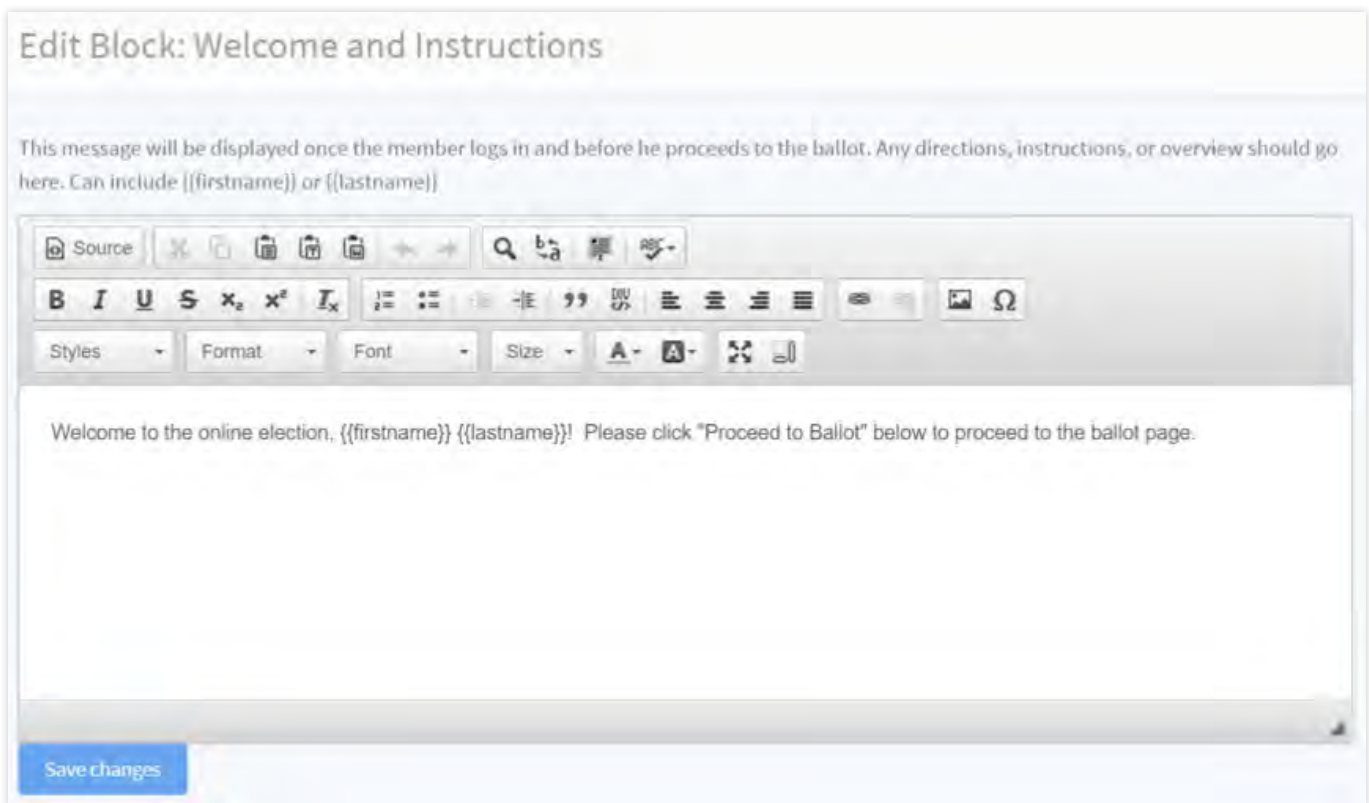 Edit Block: Welcome and Instructions
This message will be displayed once the member logs in and before he proceeds to the ballot. Any directions, instructions, or overview should go
here. Can include {{firstname}} or {{lastname}}
Source
B I U S x₂ x² Iₓ
Styles Format Font Size A A
Welcome to the online election, {{firstname}} {{lastname}}! Please click "Proceed to Ballot" below to proceed to the ballot page.
Save changes